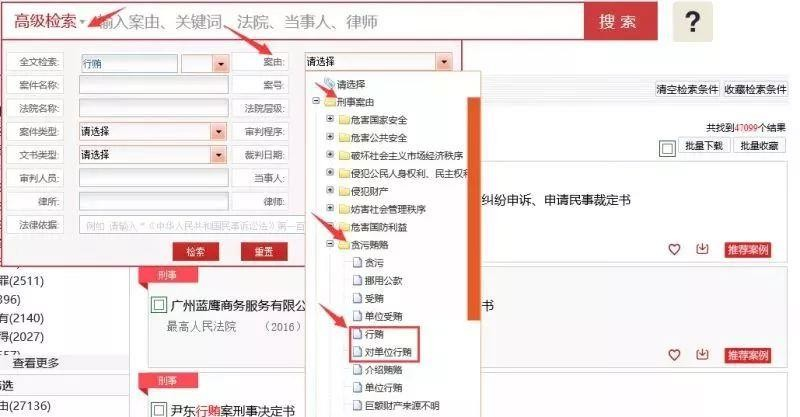 高级检索 输入案由、关键词、法院、当事人、律师 搜索 ?
全文检索: 行贿 案由: 请选择
案件名称: 案号: 请选择
法院名称: 法院层级: 刑事案由
案件类型: 请选择 审判程序: 危害国家安全
文书类型: 请选择 裁判日期: 危害公共安全
审判人员: 当事人: 破坏社会主义市场经济秩序
律所: 律师: 侵犯公民人身权利、民主权利
法律依据: 例如 请输入"《中华人民共和国民事诉讼法》第一百
侵犯财产
妨害社会管理秩序
危害国防利益
检索 重置
贪污贿赂
贪污
挪用公款
受贿
单位受贿
行贿
对单位行贿
介绍贿赂
单位行贿
巨额财产来源不明
清空检索条件 收藏检索条件
共找到47099个结果
批量下载 批量收藏
纠纷申诉、申请民事裁定书
推荐案例
罪(2511)
396)
有(2140)
得(2027)
查看更多
筛选
由(27136)
刑事
广州蓝鹰商务服务有限公 书
最高人民法院 (2016)
推荐案例
刑事
尹东行贿案刑事决定书